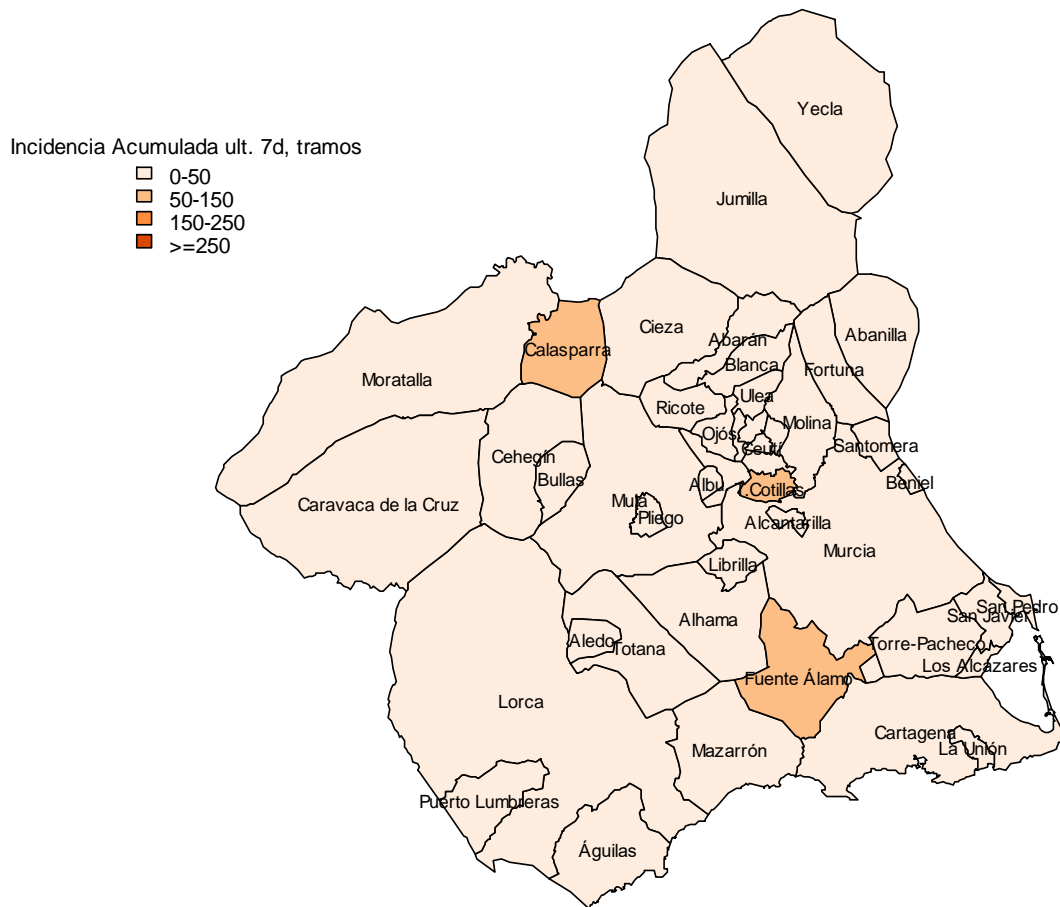 Incidencia Acumulada ult. 7d, tramos
0-50
50-150
150-250
>=250
Yecla
Jumilla
Cieza
Abarán
Abanilla
Calasparra
Blanca
Fortuna
Moratalla
Ulea
Ricote
Molina
Ojós
Ceutí
Santomera
Cehegín
Bullas
Albu
.Cotillas
Beniel
Caravaca de la Cruz
Mula
Pliego
Alcantarilla
Murcia
Librilla
San Pedro
San Javier
Alhama
Aledo
Totana
Torre-Pacheco
Los Alcázares
Fuente Álamo
Lorca
Cartagena
La Unión
Mazarrón
Puerto Lumbreras
Águilas